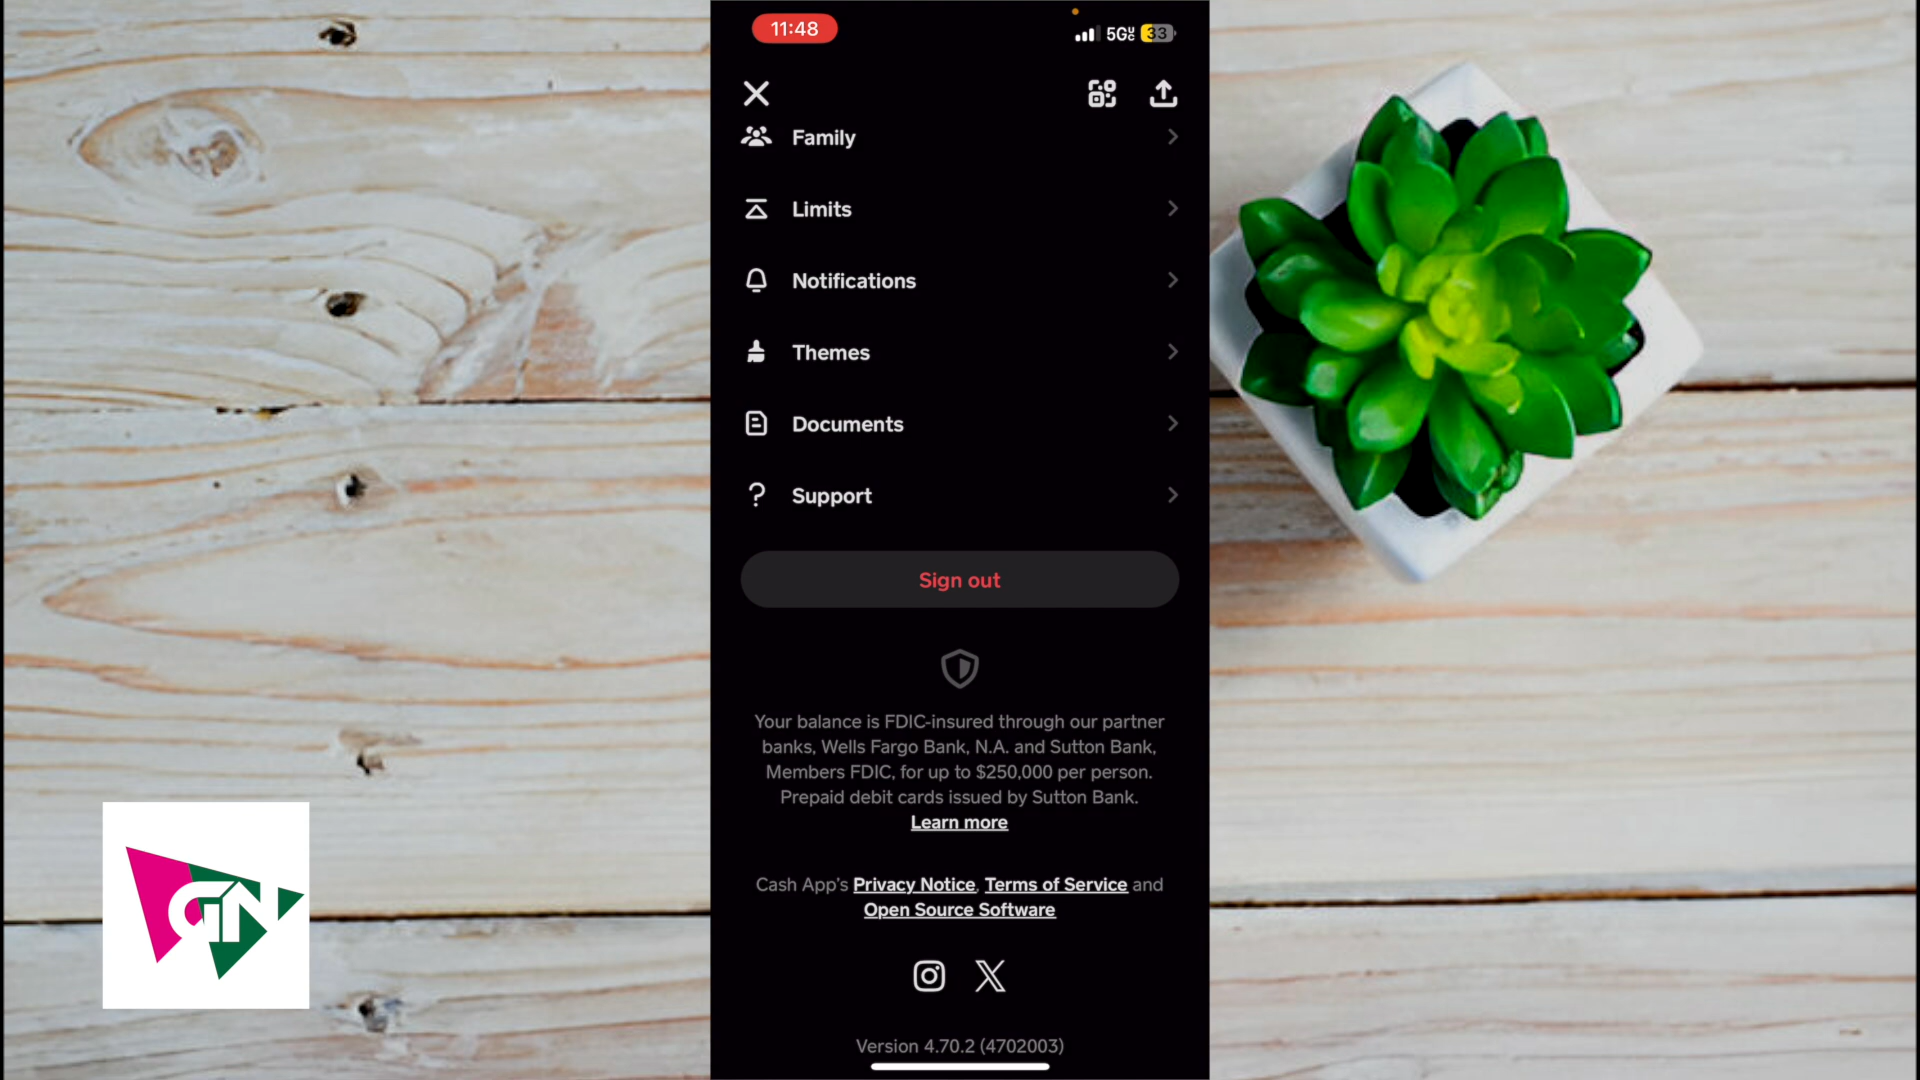 11:48
5GUC 33
Family
Limits
Notifications
Themes
Documents
Support
Sign out
Your balance is FDIC-insured through our partner
banks, Wells Fargo Bank, N.A. and Sutton Bank,
Members FDIC, for up to $250,000 per person.
Prepaid debit cards issued by Sutton Bank.
Learn more
Cash App's Privacy Notice, Terms of Service and
Open Source Software
Version 4.70.2 (4702003)
GiN